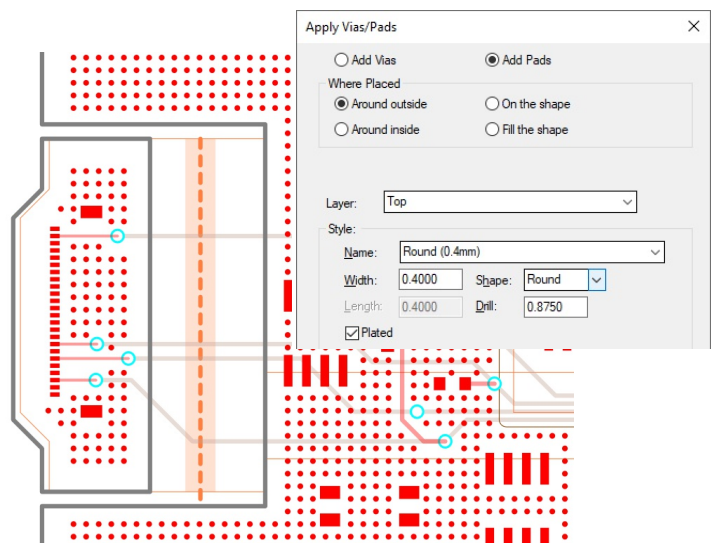 Apply Vias/Pads
Add Vias Add Pads
Where Placed
Around outside On the shape
Around inside Fill the shape
Layer: Top
Style:
Name: Round (0.4mm)
Width: 0.4000 Shape: Round
Length: 0.4000 Drill: 0.8750
Plated